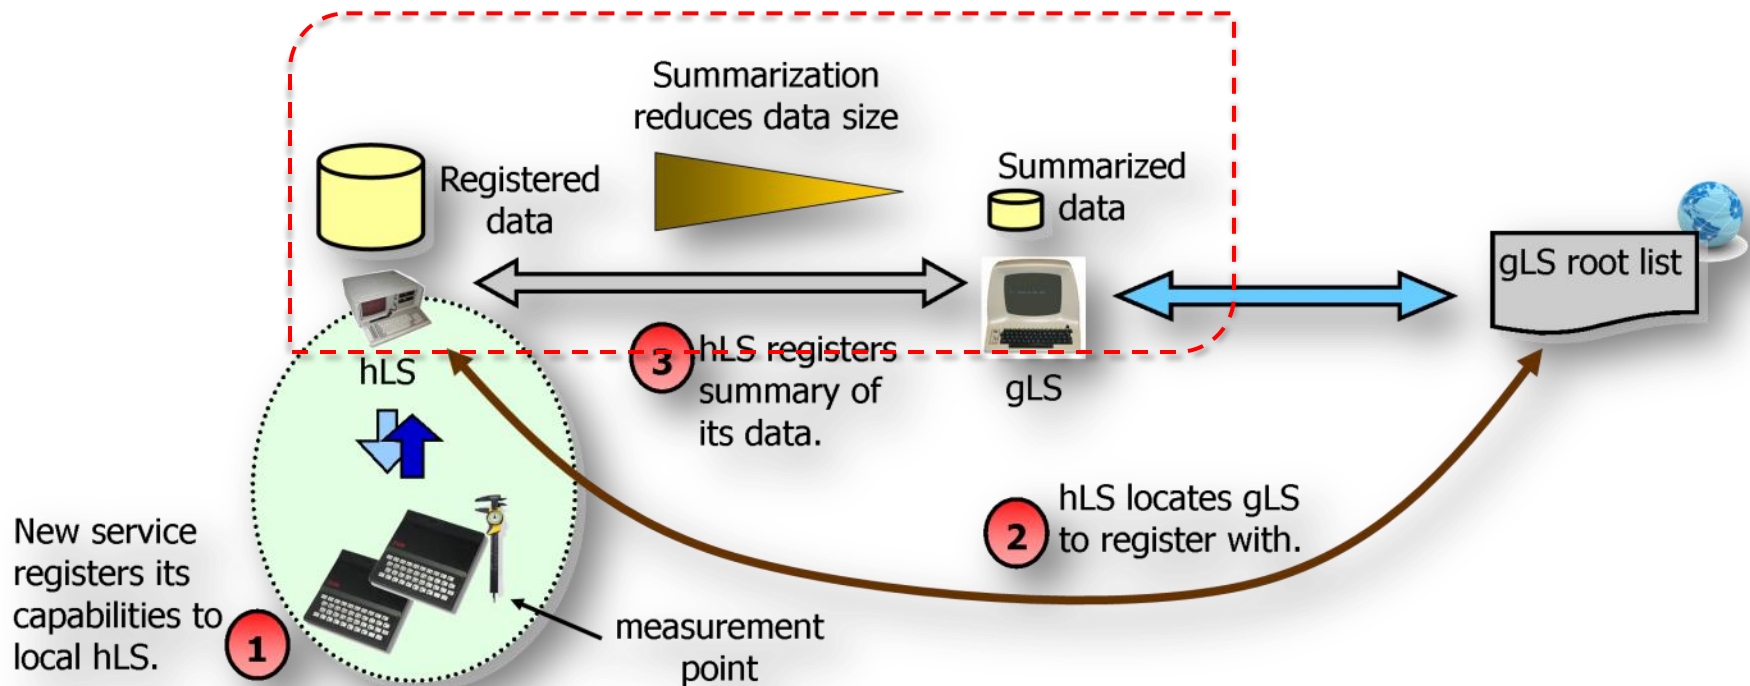 Summarization
reduces data size
Registered
data
Summarized
data
gLS root list
hLS
3
hLS registers
summary of
its data.
gLS
2
hLS locates gLS
to register with.
New service
registers its
capabilities to
local hLS.
1
measurement
point